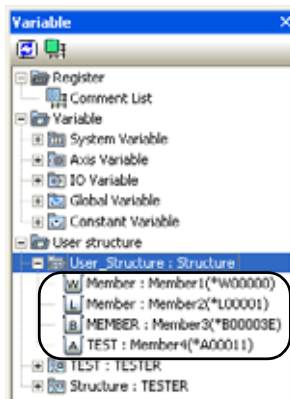 Variable
Register
Comment List
Variable
System Variable
Axis Variable
IO Variable
Global Variable
Constant Variable
User structure
User_Structure : Structure
W Member : Member1(*W00000)
L Member : Member2(*L00001)
B MEMBER : Member3(*B00003E)
A TEST : Member4(*A00011)
TEST : TESTER
Structure : TESTER